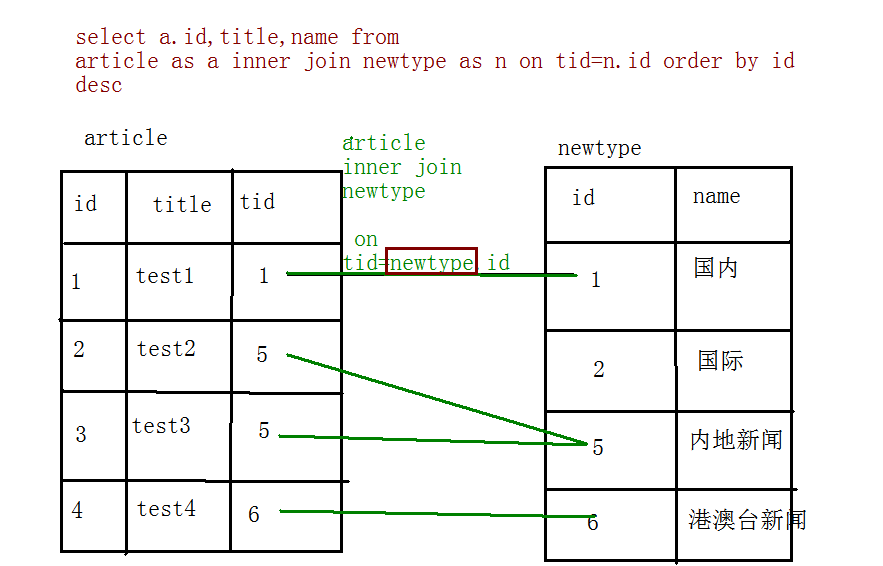 select a.id,title,name from
article as a inner join newtype as n on tid=n.id order by id
desc
article
article
inner join
newtype
on
tid=newtype.id
newtype
id title tid
1 test1 1
2 test2 5
3 test3 5
4 test4 6
id name
1 国内
2 国际
5 内地新闻
6 港澳台新闻